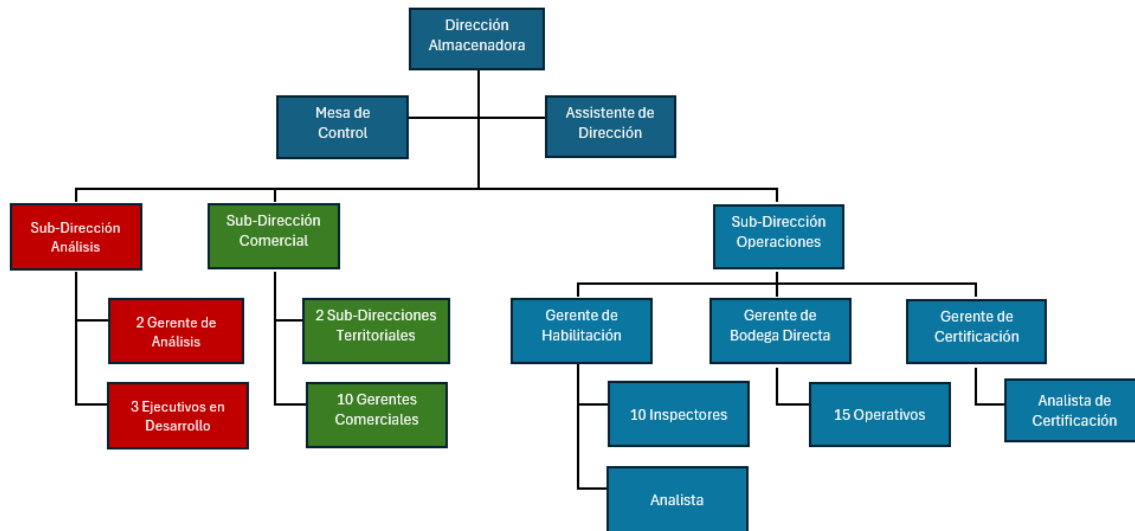 Dirección
Almacenadora
Mesa de
Control
Assistente de
Dirección
Sub-Dirección
Análisis
Sub-Dirección
Comercial
Sub-Dirección
Operaciones
2 Gerente de
Análisis
2 Sub-Direcciones
Territoriales
Gerente de
Habilitación
Gerente de
Bodega Directa
Gerente de
Certificación
3 Ejecutivos en
Desarrollo
10 Gerentes
Comerciales
10 Inspectores
15 Operativos
Analista de
Certificación
Analista